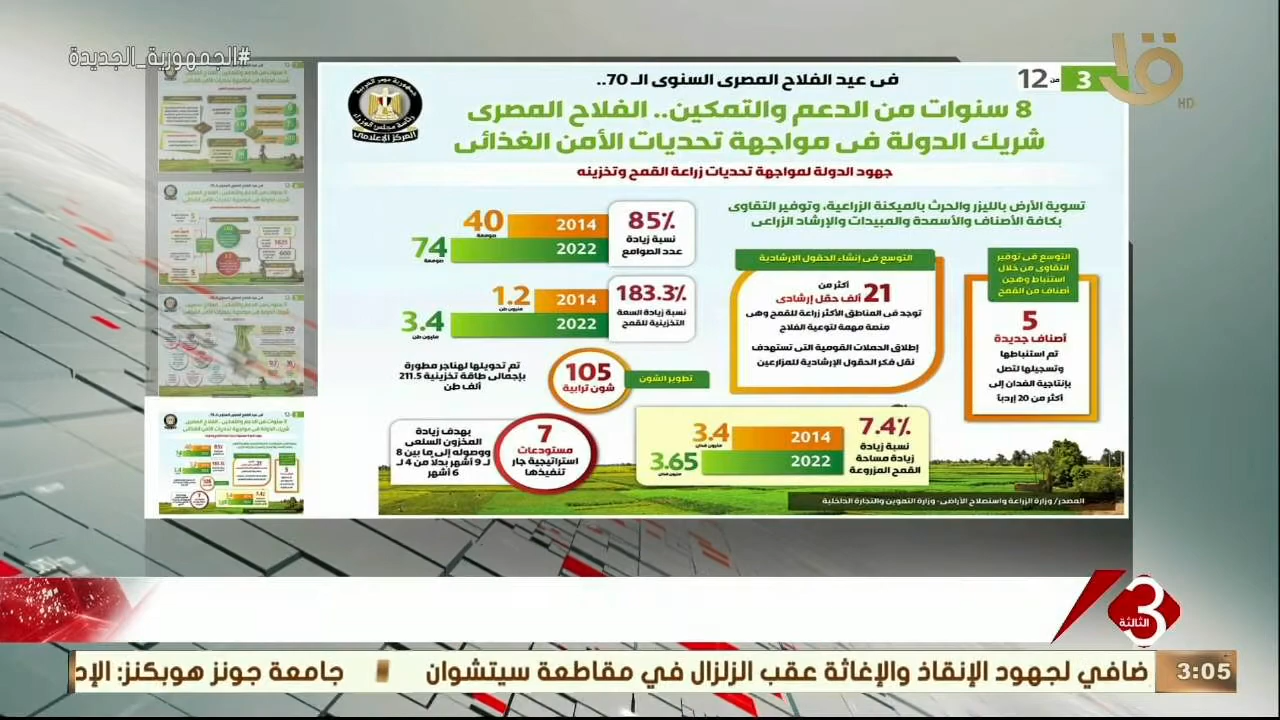 #الجمهورية_الجديدة
HD
3 من 12
فى عيد الفلاح المصرى السنوى الـ 70..
8 سنوات من الدعم والتمكين.. الفلاح المصرى
شريك الدولة فى مواجهة تحديات الأمن الغذائى
المركز الإعلامى
جهود الدولة لمواجهة تحديات زراعة القمح وتخزينه
تسوية الأرض بالليزر والحرث بالميكنة الزراعية، وتوفير التقاوى
بكافة الأصناف والأسمدة والمبيدات والإرشاد الزراعى
التوسع فى توفير
التقاوى من خلال
استنباط وهجن
أصناف من القمح
5
أصناف جديدة
تم استنباطها
وتسجيلها لتصل
بإنتاجية الفدان إلى
أكثر من 20 إردباً
التوسع فى إنشاء الحقول الإرشادية
أكثر من
21 ألف حقل إرشادى
توجد فى المناطق الأكثر زراعة للقمح وهى
منصة مهمة لتوعية الفلاح
إطلاق الحملات القومية التى تستهدف
نقل فكر الحقول الإرشادية للمزارعين
85%
نسبة زيادة
عدد الصوامع
2014
40
صومعة
2022
74
صومعة
183.3%
نسبة زيادة السعة
التخزينية للقمح
2014
1.2
مليون طن
2022
3.4
مليون طن
تطوير الشون
105
شون ترابية
تم تحويلها لهناجر مطورة
بإجمالى طاقة تخزينية 211.5
ألف طن
7.4%
نسبة زيادة
زيادة مساحة
القمح المزروعة
2014
3.4
مليون فدان
2022
3.65
مليون فدان
7
مستودعات
استراتيجية جار
تنفيذها
بهدف زيادة
المخزون السلعى
ووصوله إلى ما بين 8
لـ 9 أشهر بدلا من 4 لـ
6 أشهر
المصدر/ وزارة الزراعة واستصلاح الأراضى- وزارة التموين والتجارة الداخلية
3
الثالثة
3:05
ضافي لجهود الإنقاذ والإغاثة عقب الزلزال في مقاطعة سيتشوان
جامعة جونز هوبكنز: الإد